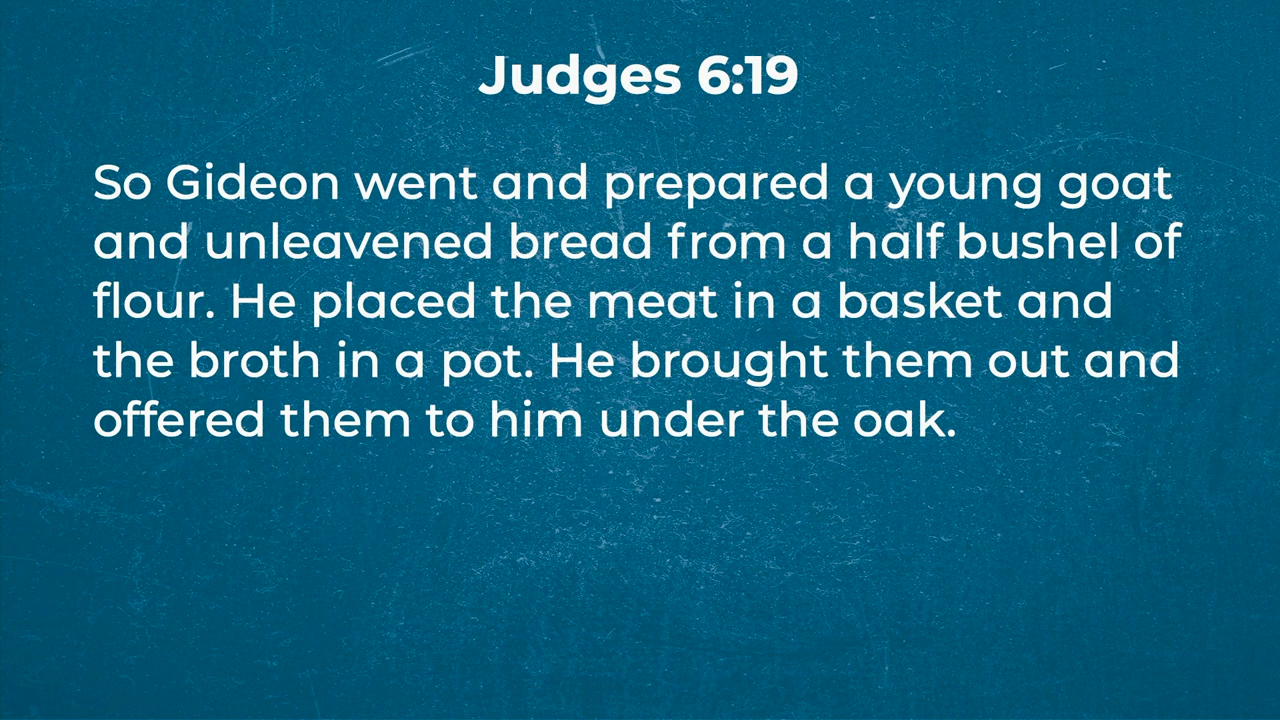 Judges 6:19
So Gideon went and prepared a young goat
and unleavened bread from a half bushel of
flour. He placed the meat in a basket and
the broth in a pot. He brought them out and
offered them to him under the oak.